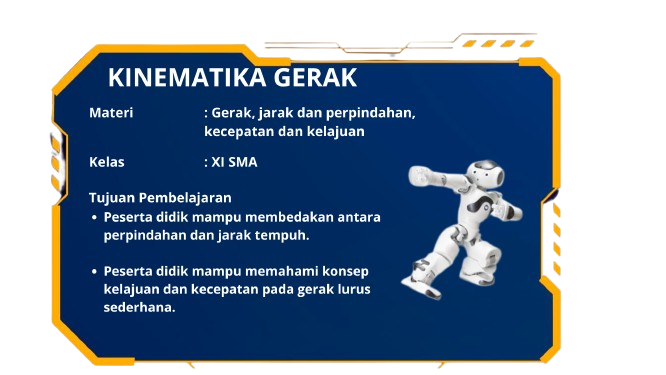 KINEMATIKA GERAK
Materi : Gerak, jarak dan perpindahan,
kecepatan dan kelajuan
Kelas : XI SMA
Tujuan Pembelajaran
• Peserta didik mampu membedakan antara
perpindahan dan jarak tempuh.
• Peserta didik mampu memahami konsep
kelajuan dan kecepatan pada gerak lurus
sederhana.